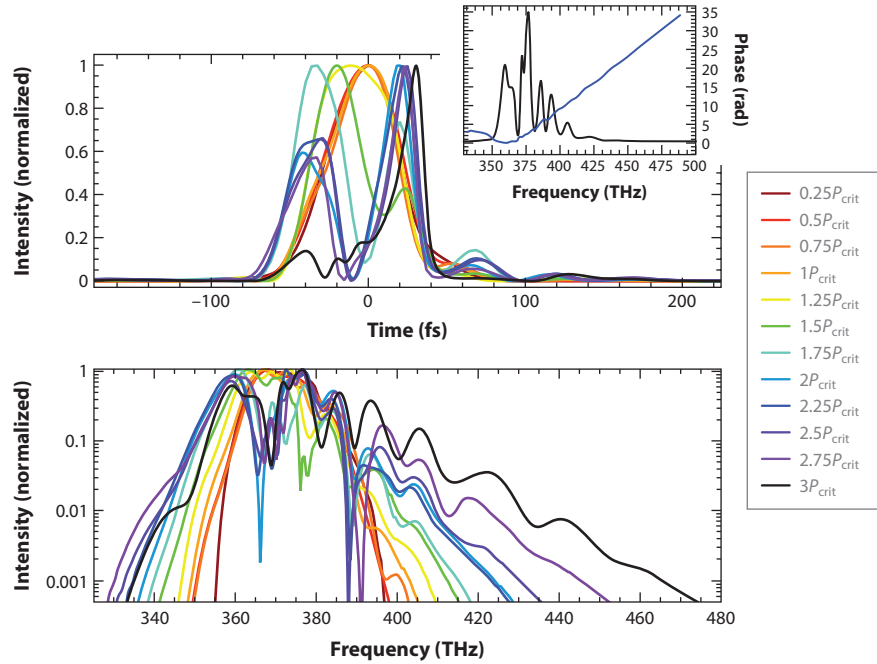 Intensity (normalized)
1
0.8
0.6
0.4
0.2
0
−100
0
100
200
Time (fs)
35
30
25
20
15
10
5
0
Phase (rad)
350
375
400
425
450
475
500
Frequency (THz)
0.25Pcrit
0.5Pcrit
0.75Pcrit
1Pcrit
1.25Pcrit
1.5Pcrit
1.75Pcrit
2Pcrit
2.25Pcrit
2.5Pcrit
2.75Pcrit
3Pcrit
Intensity (normalized)
1
0.1
0.01
0.001
340
360
380
400
420
440
460
480
Frequency (THz)